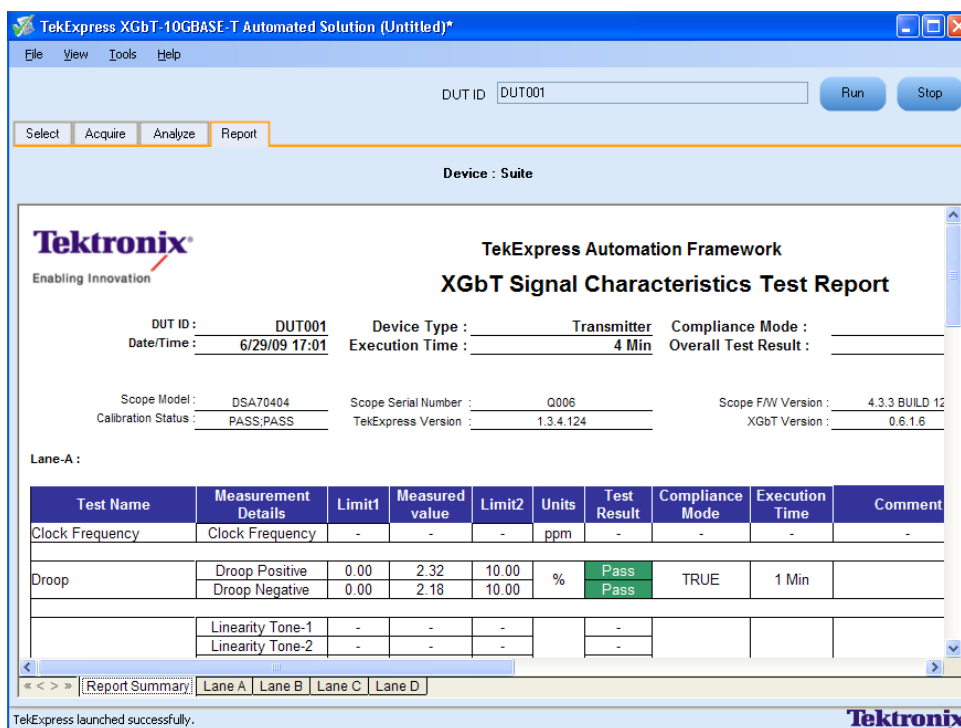 TekExpress XGbT-10GBASE-T Automated Solution (Untitled)*
File View Tools Help
DUT ID DUT001 Run Stop
Select Acquire Analyze Report
Device : Suite
Tektronix
Enabling Innovation
TekExpress Automation Framework
XGbT Signal Characteristics Test Report
DUT ID : DUT001 Device Type : Transmitter Compliance Mode :
Date/Time : 6/29/09 17:01 Execution Time : 4 Min Overall Test Result :
Scope Model : DSA70404 Scope Serial Number : Q006 Scope F/W Version : 4.3.3 BUILD 12
Calibration Status : PASS;PASS TekExpress Version : 1.3.4.124 XGbT Version : 0.6.1.6
Lane-A :
Test Name Measurement Details Limit1 Measured value Limit2 Units Test Result Compliance Mode Execution Time Comment
Clock Frequency Clock Frequency - - - ppm - - - -
Droop Droop Positive 0.00 2.32 10.00 % Pass TRUE 1 Min
Droop Negative 0.00 2.18 10.00 Pass
Linearity Tone-1 - - - -
Linearity Tone-2 - - - -
« < > » Report Summary Lane A Lane B Lane C Lane D
TekExpress launched successfully. Tektronix